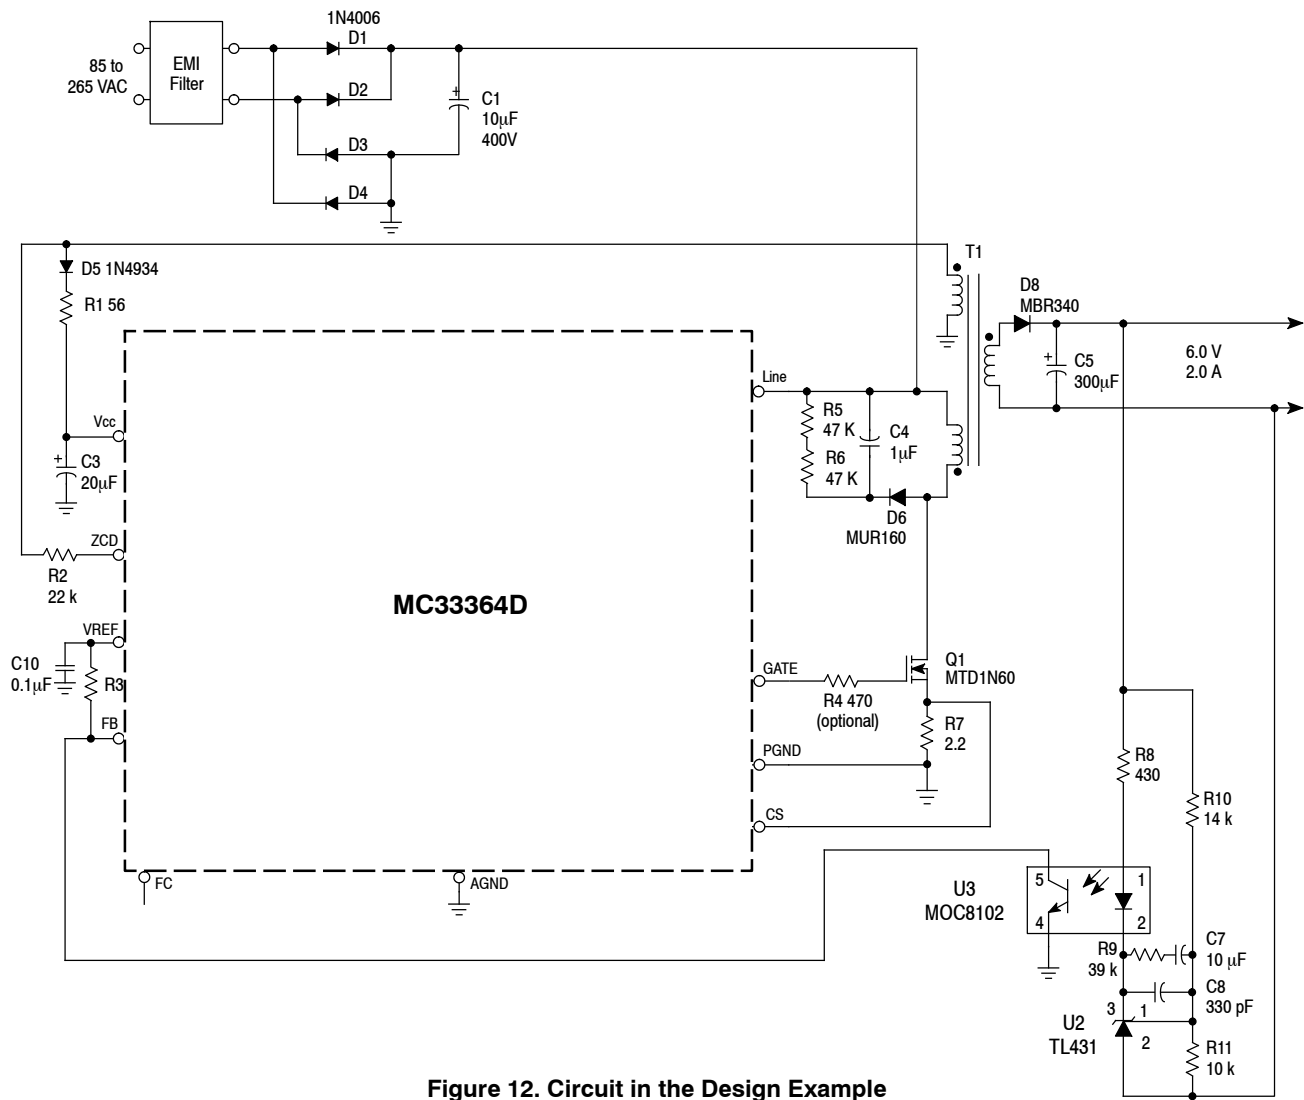 1N4006
D1
85 to
265 VAC
EMI
Filter
D2
+
C1
10μF
400V
D3
D4
T1
D5 1N4934
R1 56
D8
MBR340
+
C5
300μF
6.0 V
2.0 A
Line
R5
47 K
C4
1μF
R6
47 K
Vcc
+
C3
20μF
D6
MUR160
ZCD
R2
22 k
MC33364D
VREF
C10
0.1μF
R3
FB
GATE
R4 470
(optional)
Q1
MTD1N60
R7
2.2
PGND
CS
R8
430
R10
14 k
FC
AGND
U3
MOC8102
5
4
1
2
R9
39 k
C7
10 μF
C8
330 pF
3
1
2
U2
TL431
R11
10 k
Figure 12. Circuit in the Design Example